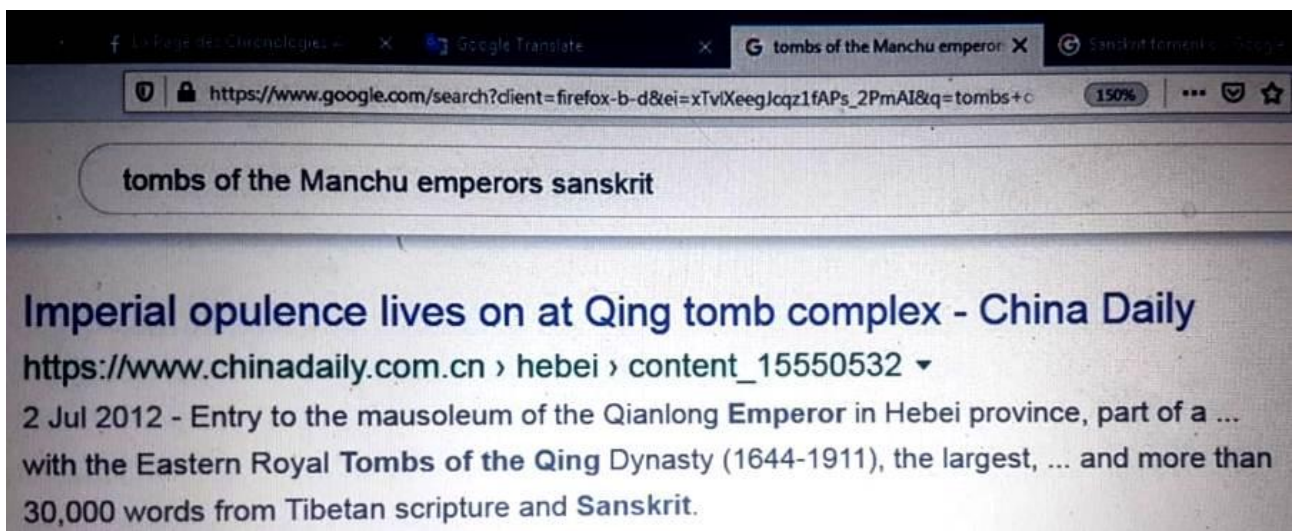 Google Translate
G tombs of the Manchu emperor
https://www.google.com/search?client=firefox-b-d&ei=xTvlXeegJcqz1fAPs_2PmAI&q=tombs+o
150%
tombs of the Manchu emperors sanskrit
Imperial opulence lives on at Qing tomb complex - China Daily
https://www.chinadaily.com.cn › hebei › content_15550532
2 Jul 2012 - Entry to the mausoleum of the Qianlong Emperor in Hebei province, part of a ...
with the Eastern Royal Tombs of the Qing Dynasty (1644-1911), the largest, ... and more than
30,000 words from Tibetan scripture and Sanskrit.